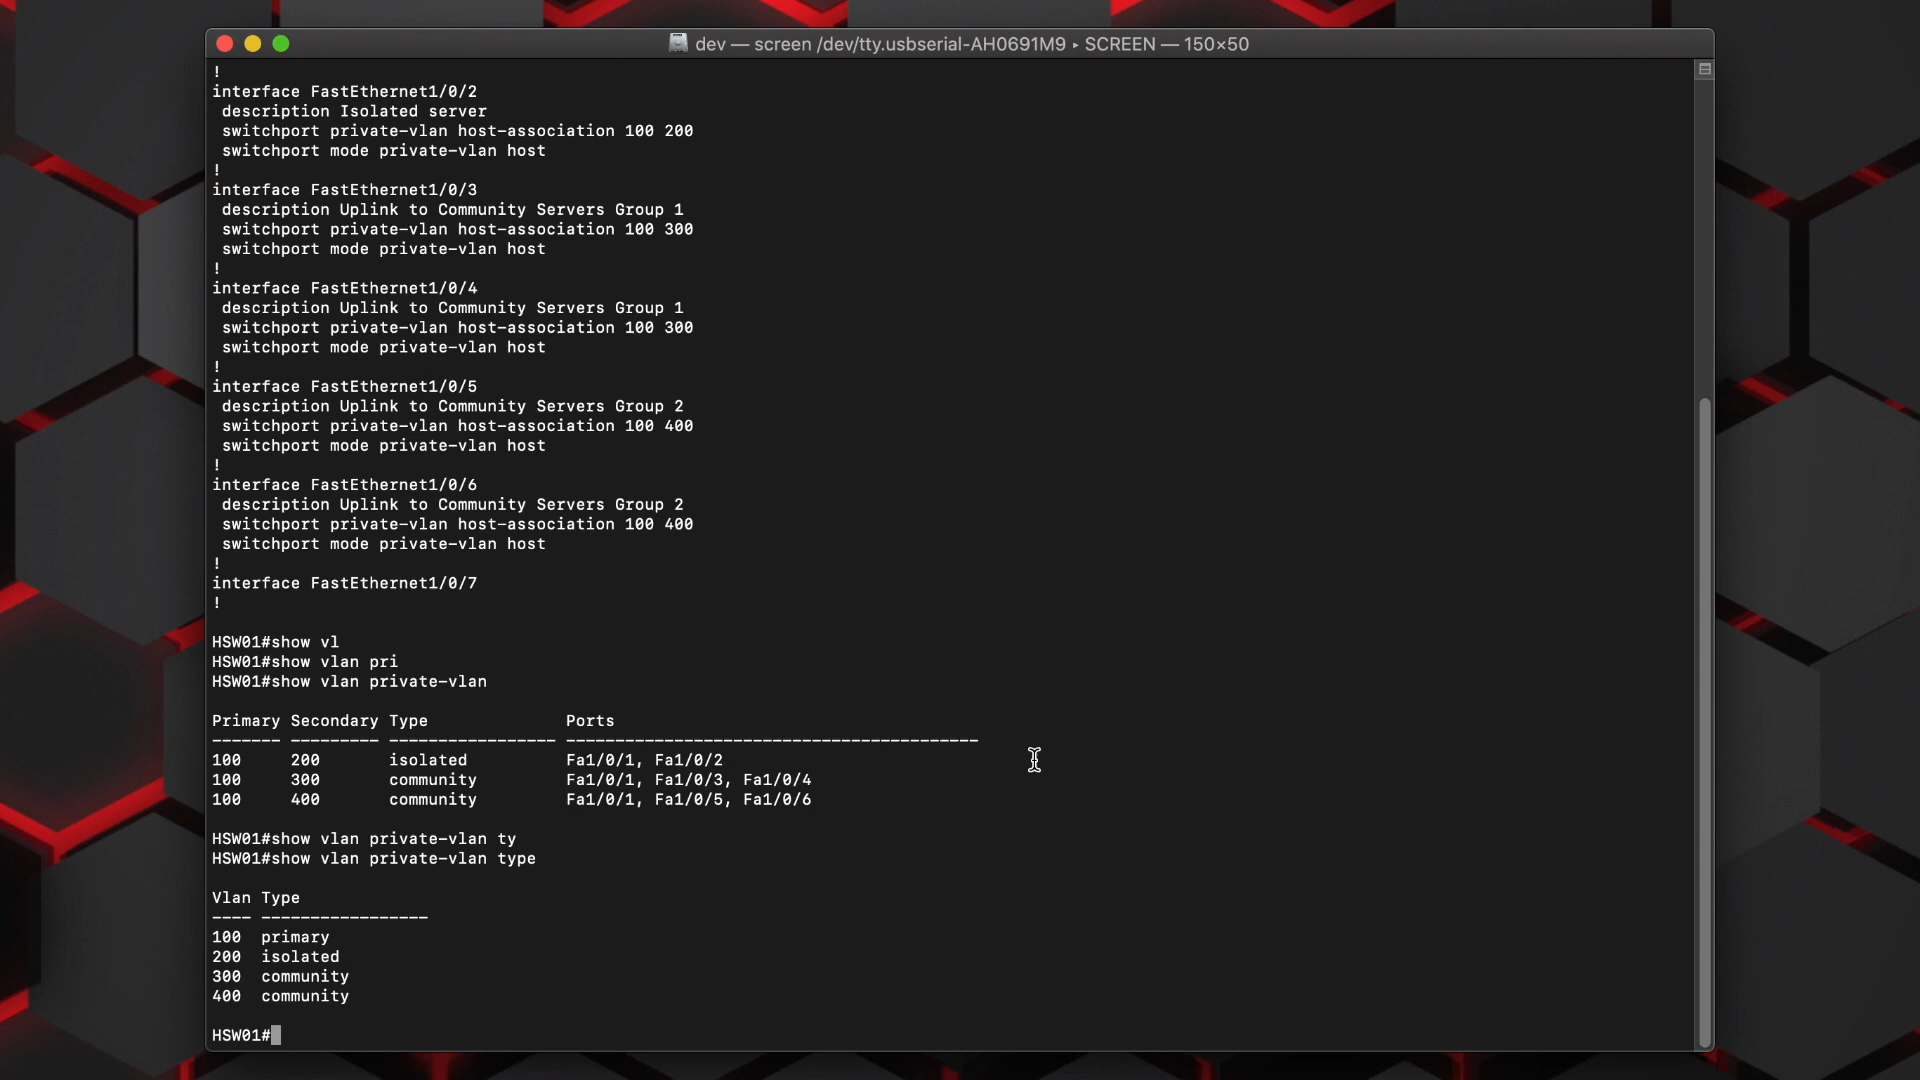 dev — screen /dev/tty.usbserial-AH0691M9 ▸ SCREEN — 150×50
!
interface FastEthernet1/0/2
 description Isolated server
 switchport private-vlan host-association 100 200
 switchport mode private-vlan host
!
interface FastEthernet1/0/3
 description Uplink to Community Servers Group 1
 switchport private-vlan host-association 100 300
 switchport mode private-vlan host
!
interface FastEthernet1/0/4
 description Uplink to Community Servers Group 1
 switchport private-vlan host-association 100 300
 switchport mode private-vlan host
!
interface FastEthernet1/0/5
 description Uplink to Community Servers Group 2
 switchport private-vlan host-association 100 400
 switchport mode private-vlan host
!
interface FastEthernet1/0/6
 description Uplink to Community Servers Group 2
 switchport private-vlan host-association 100 400
 switchport mode private-vlan host
!
interface FastEthernet1/0/7
!
HSW01#show vl
HSW01#show vlan pri
HSW01#show vlan private-vlan
Primary Secondary Type              Ports
------- --------- ----------------- ------------------------------------------
100     200       isolated          Fa1/0/1, Fa1/0/2
100     300       community         Fa1/0/1, Fa1/0/3, Fa1/0/4
100     400       community         Fa1/0/1, Fa1/0/5, Fa1/0/6
HSW01#show vlan private-vlan ty
HSW01#show vlan private-vlan type
Vlan Type
---- -----------------
100  primary
200  isolated
300  community
400  community
HSW01#